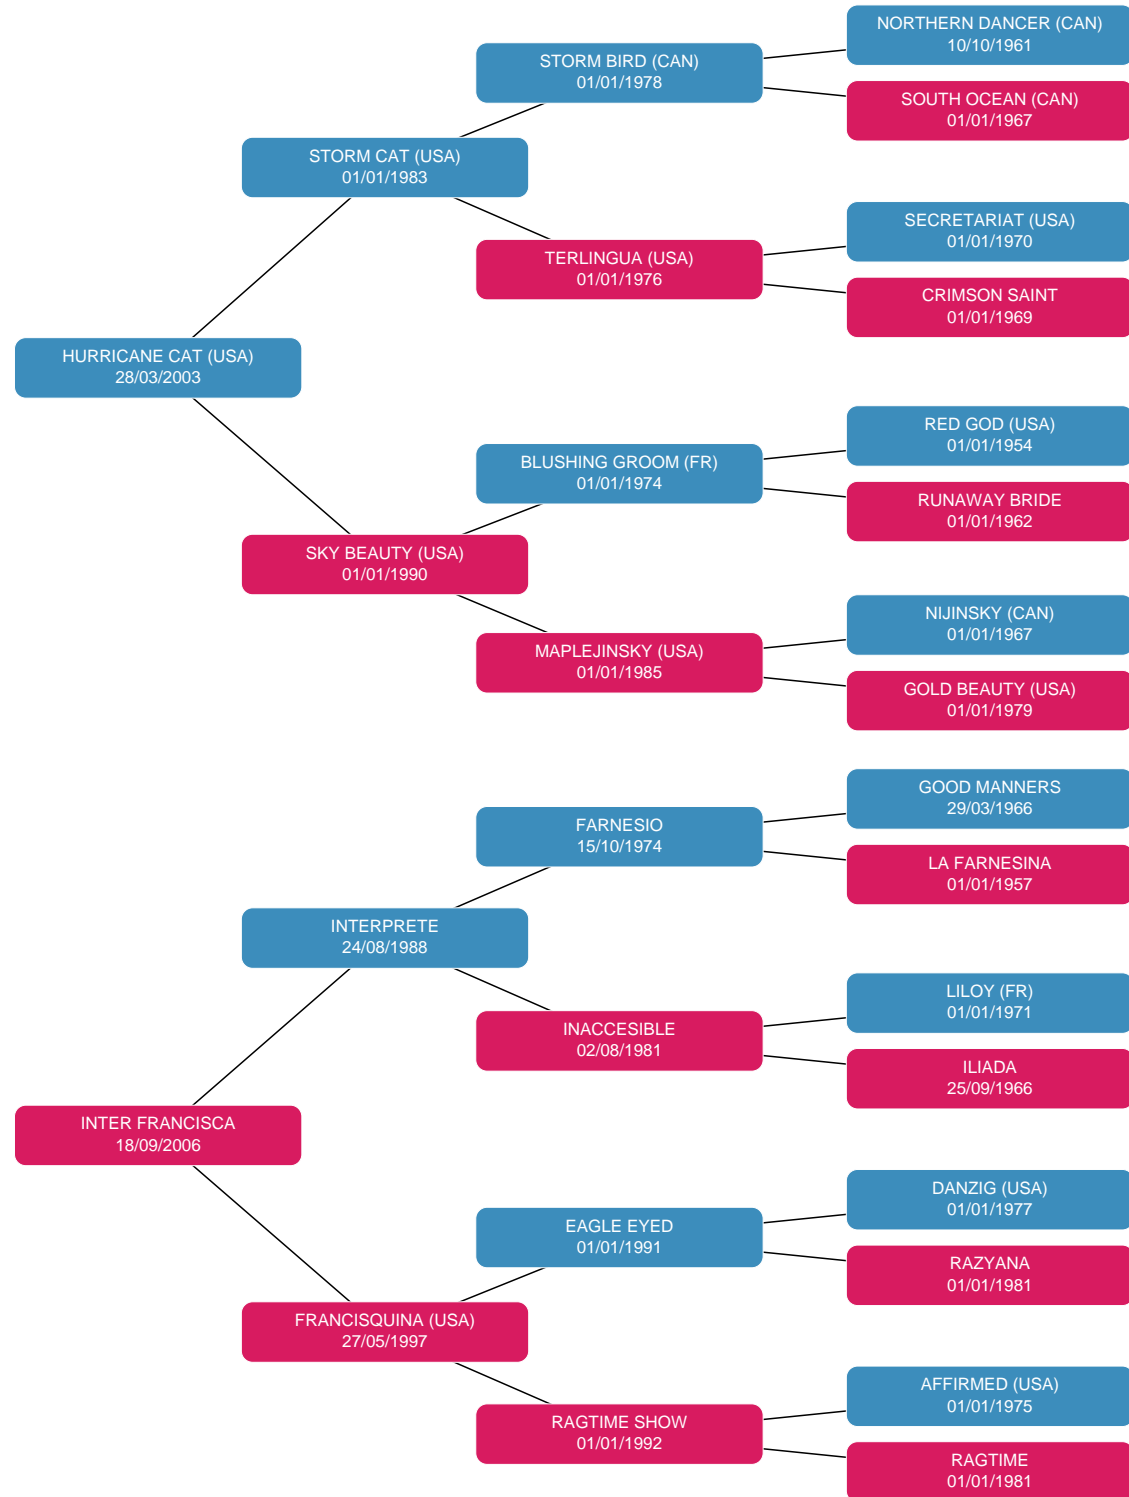 NORTHERN DANCER (CAN)
10/10/1961
STORM BIRD (CAN)
01/01/1978
SOUTH OCEAN (CAN)
01/01/1967
STORM CAT (USA)
01/01/1983
SECRETARIAT (USA)
01/01/1970
TERLINGUA (USA)
01/01/1976
CRIMSON SAINT
01/01/1969
HURRICANE CAT (USA)
28/03/2003
RED GOD (USA)
01/01/1954
BLUSHING GROOM (FR)
01/01/1974
RUNAWAY BRIDE
01/01/1962
SKY BEAUTY (USA)
01/01/1990
NIJINSKY (CAN)
01/01/1967
MAPLEJINSKY (USA)
01/01/1985
GOLD BEAUTY (USA)
01/01/1979
GOOD MANNERS
29/03/1966
FARNESIO
15/10/1974
LA FARNESINA
01/01/1957
INTERPRETE
24/08/1988
LILOY (FR)
01/01/1971
INACCESIBLE
02/08/1981
ILIADA
25/09/1966
INTER FRANCISCA
18/09/2006
DANZIG (USA)
01/01/1977
EAGLE EYED
01/01/1991
RAZYANA
01/01/1981
FRANCISQUINA (USA)
27/05/1997
AFFIRMED (USA)
01/01/1975
RAGTIME SHOW
01/01/1992
RAGTIME
01/01/1981